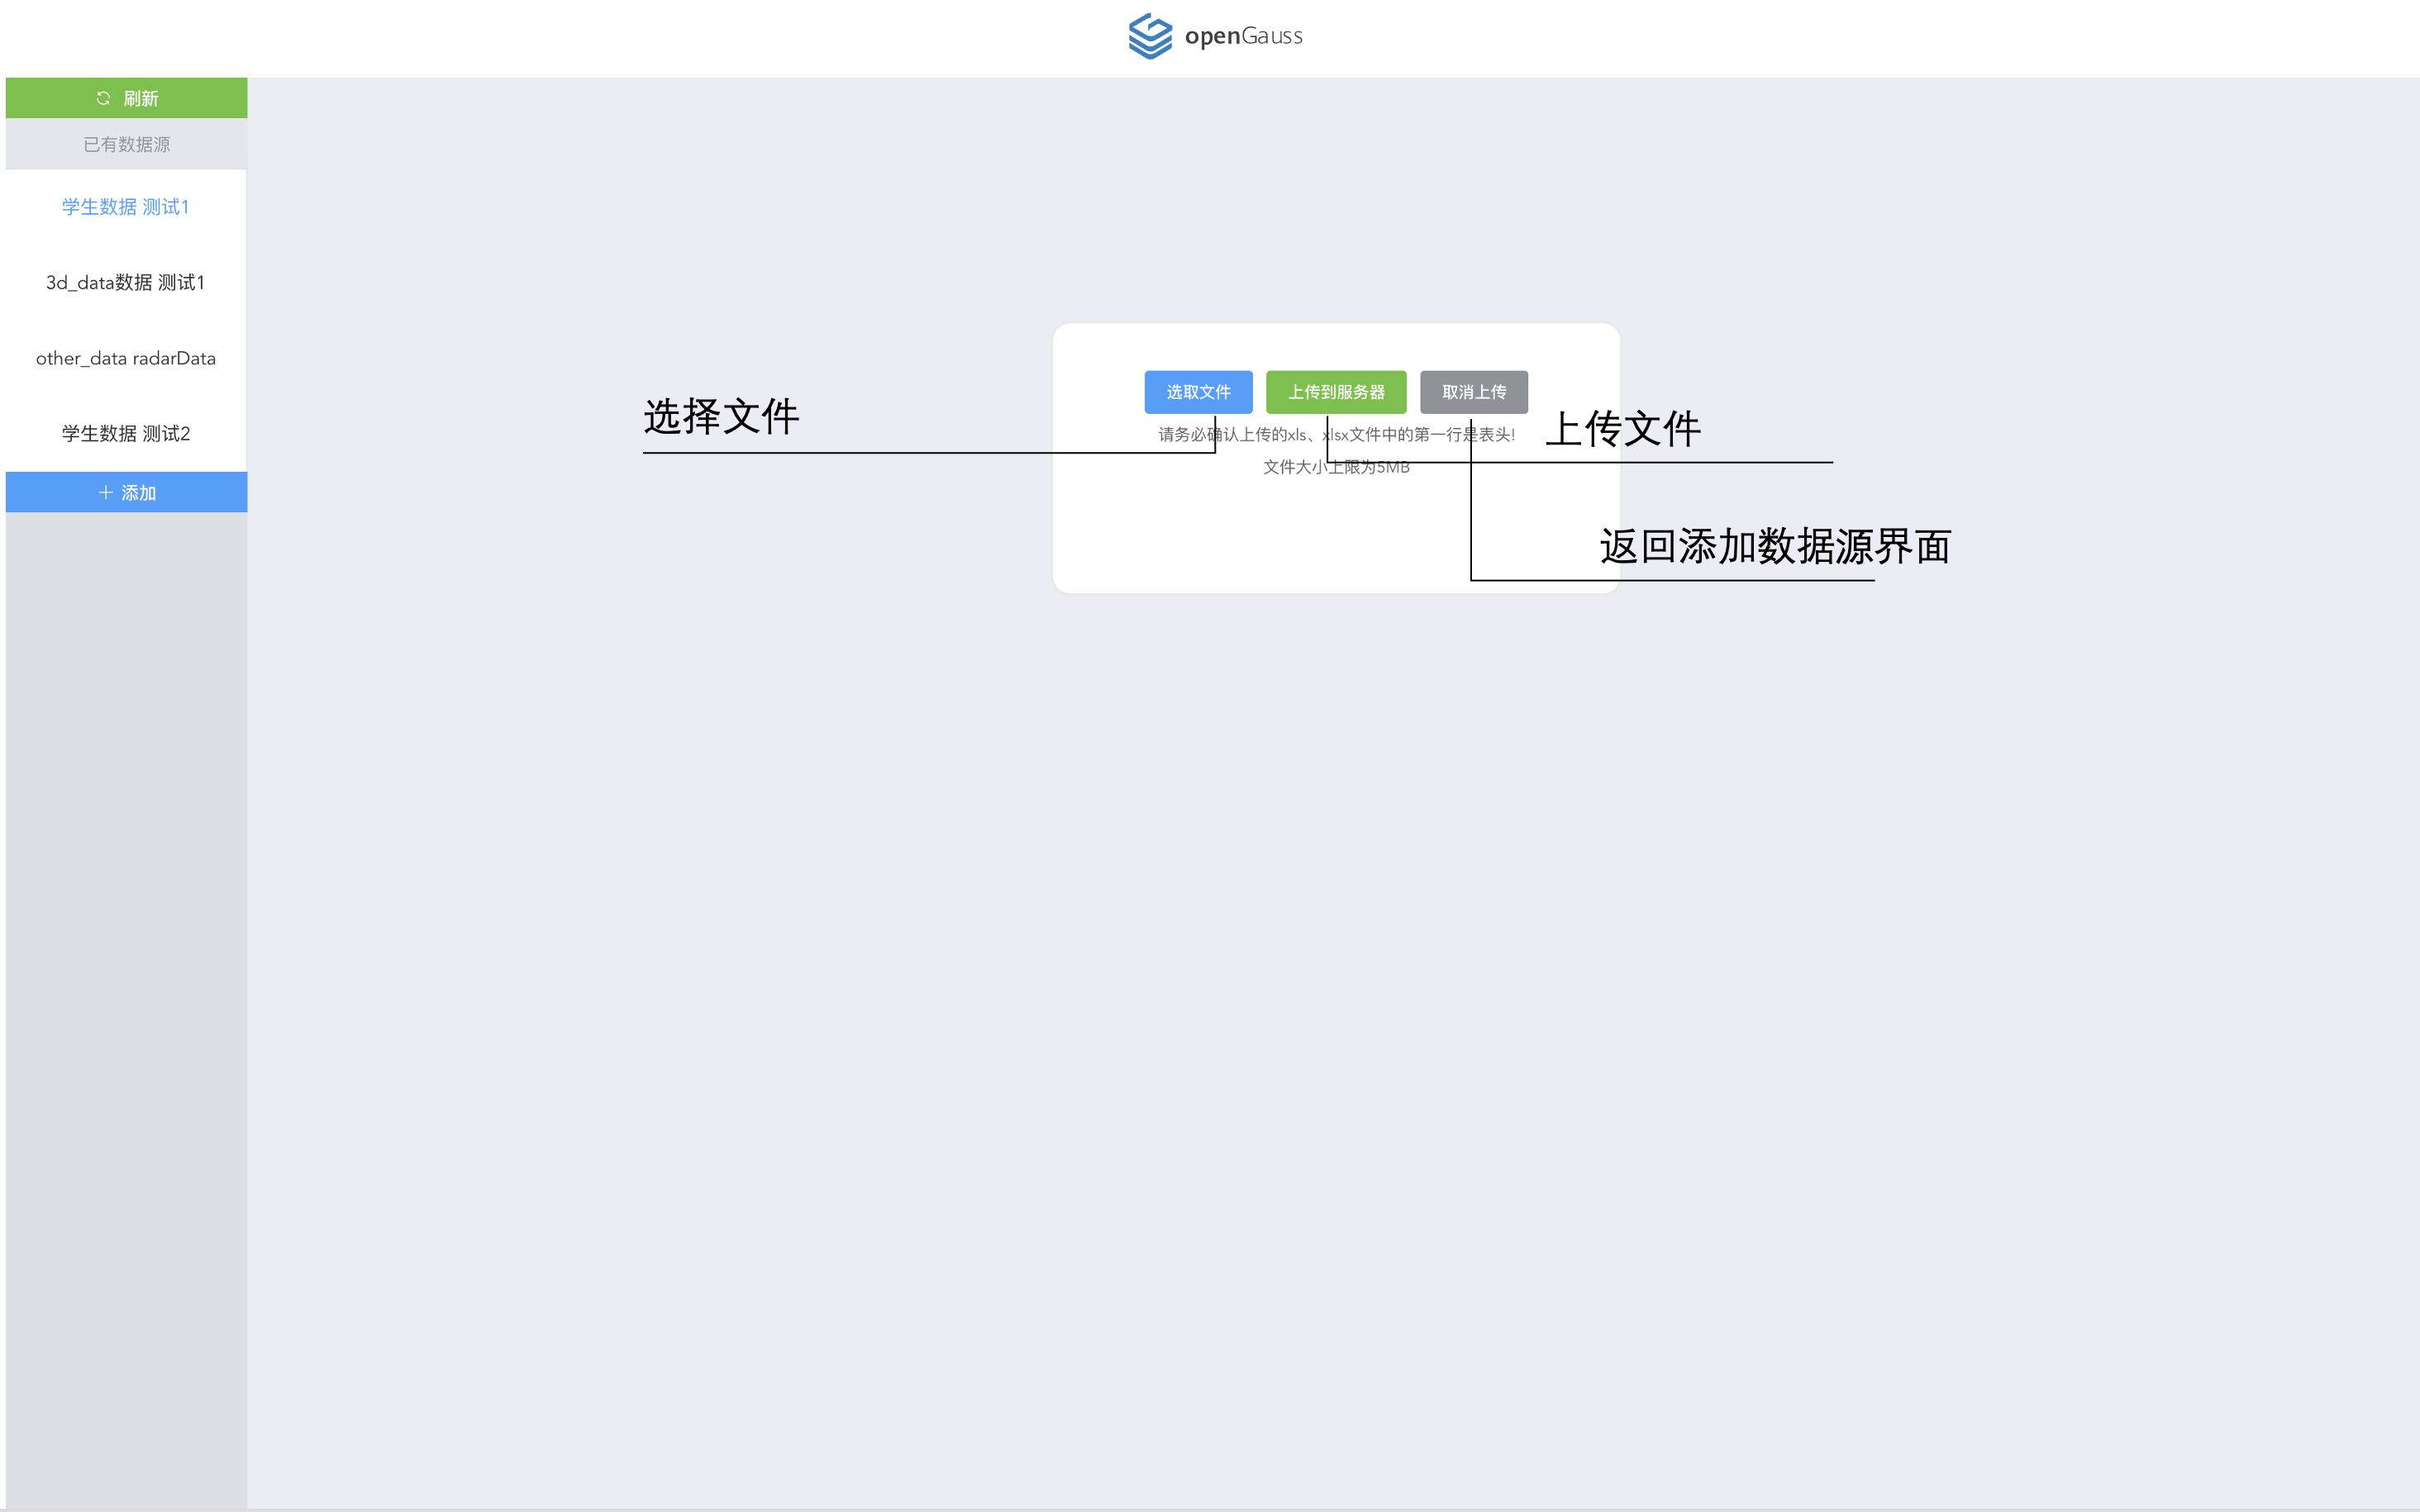 openGauss
刷新
已有数据源
学生数据 测试1
3d_data数据 测试1
other_data radarData
学生数据 测试2
添加
选取文件 上传到服务器 取消上传
请务必确认上传的xls、xlsx文件中的第一行是表头!
文件大小上限为5MB
选择文件
上传文件
返回添加数据源界面